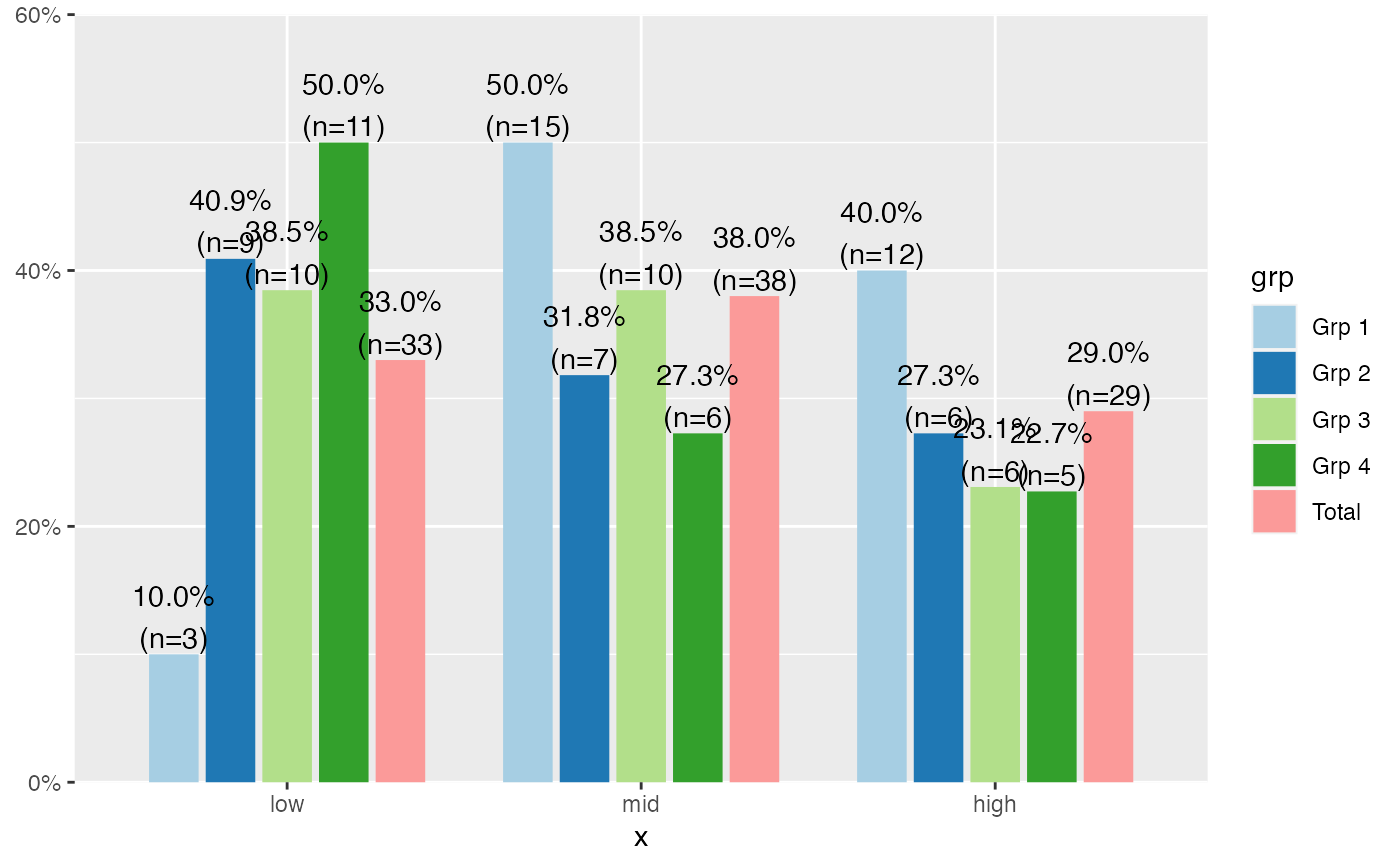 60%
40%
20%
0%
10.0%
(n=3)
40.9%
(n=9)
38.5%
(n=10)
50.0%
(n=11)
33.0%
(n=33)
50.0%
(n=15)
31.8%
(n=7)
38.5%
(n=10)
27.3%
(n=6)
38.0%
(n=38)
40.0%
(n=12)
27.3%
(n=6)
23.1%
(n=6)
22.7%
(n=5)
29.0%
(n=29)
low
mid
high
x
grp
Grp 1
Grp 2
Grp 3
Grp 4
Total